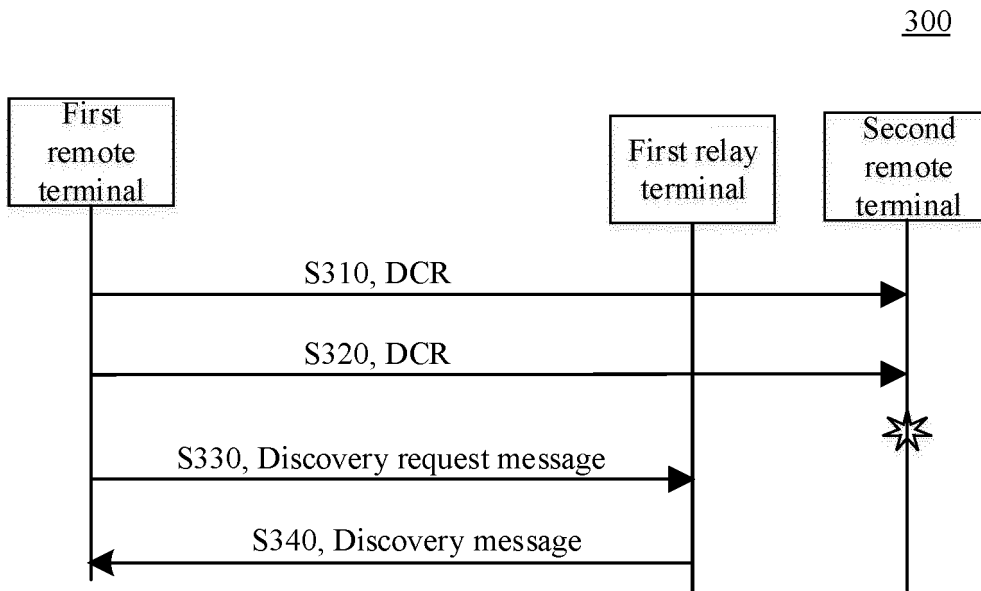 300
First
remote
terminal
First relay
terminal
Second
remote
terminal
S310, DCR
S320, DCR
S330, Discovery request message
S340, Discovery message